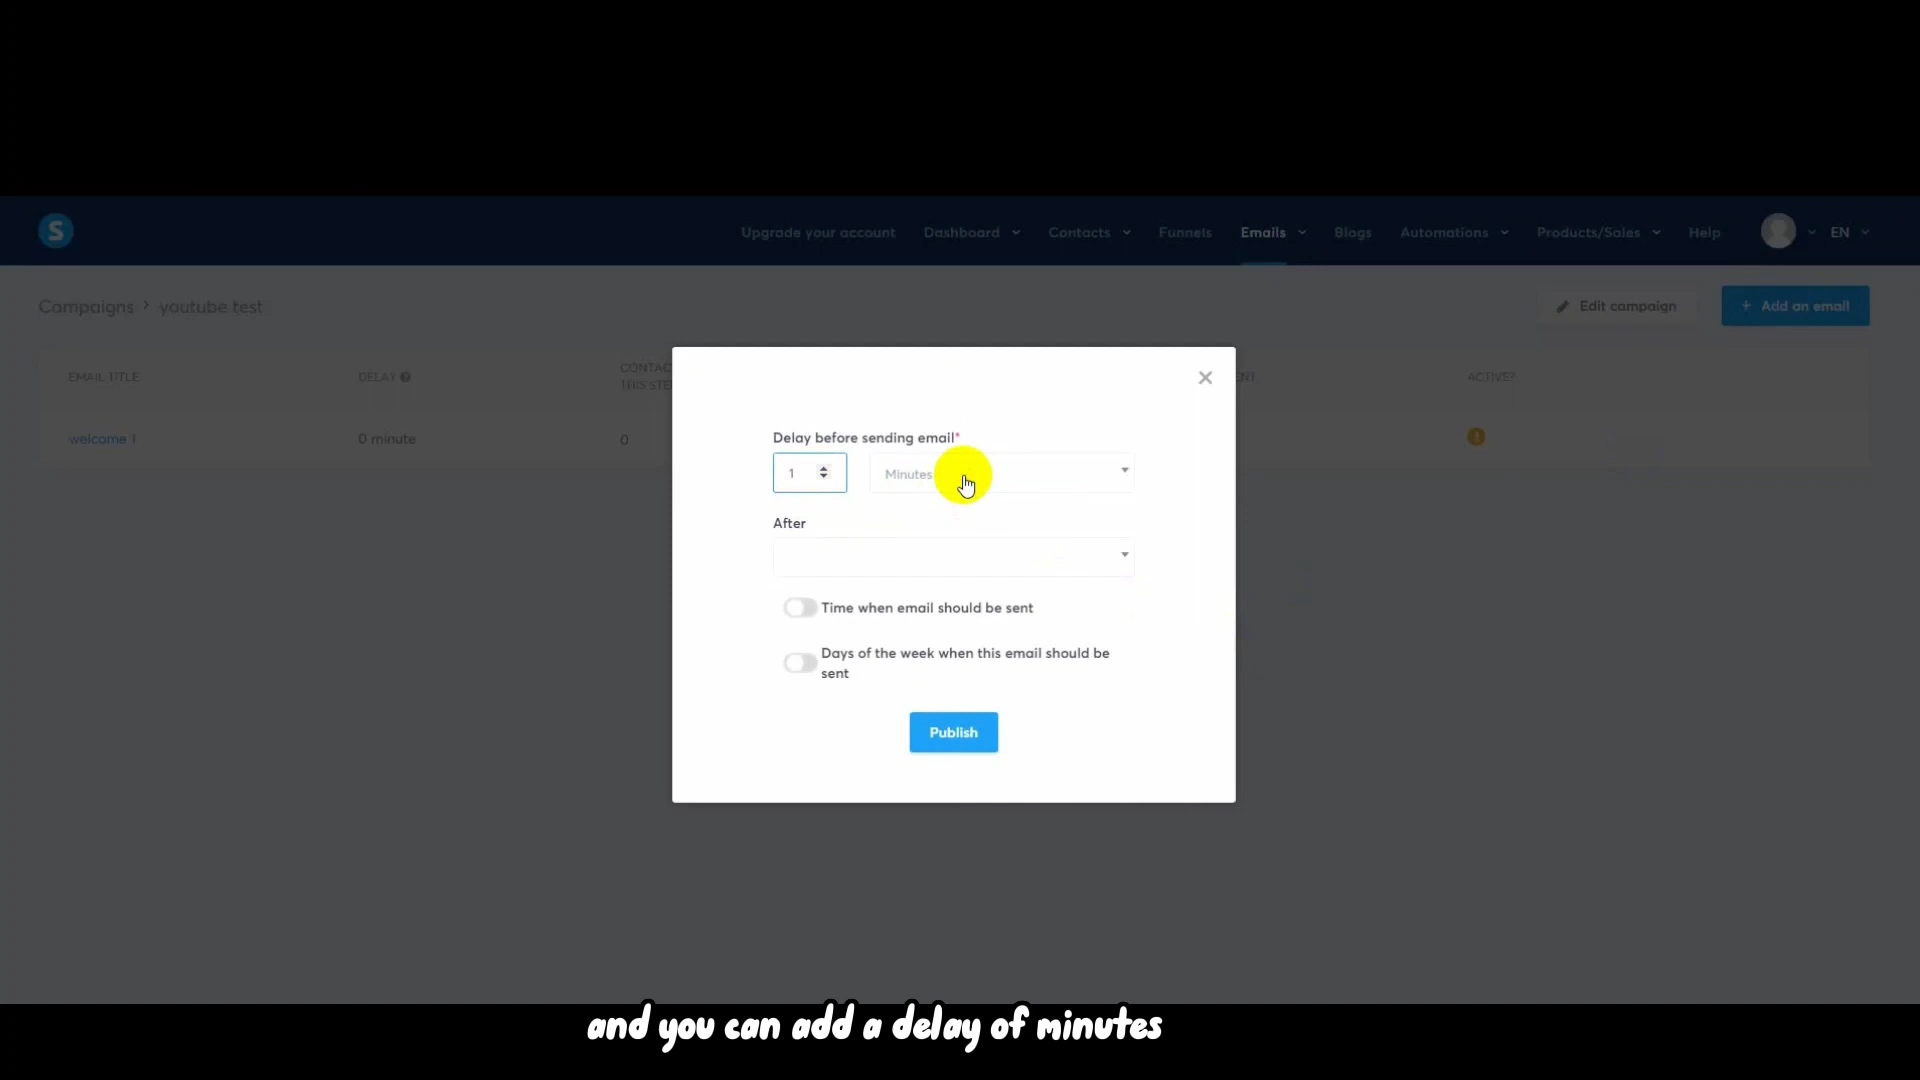 S
Upgrade your account Dashboard Contacts Funnels Emails Blogs Automations Products/Sales Help EN
Campaigns › youtube test
Edit campaign
+ Add an email
EMAIL TITLE DELAY ACTIVE?
welcome 1 0 minute 0
Delay before sending email*
1 Minutes
After
Time when email should be sent
Days of the week when this email should be
sent
Publish
and you can add a delay of minutes